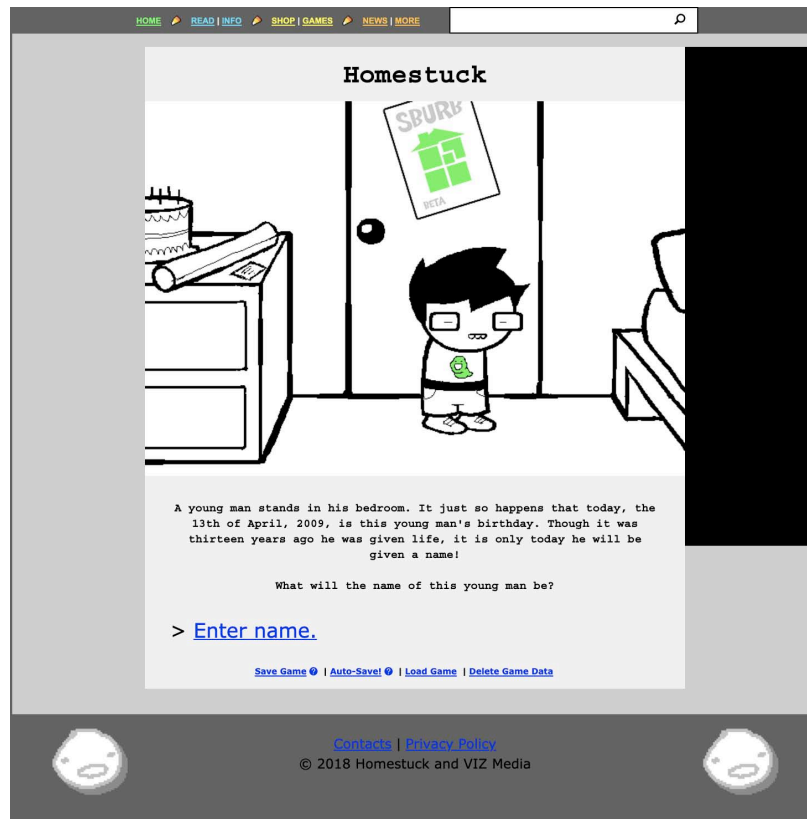 HOME READ | INFO SHOP | GAMES NEWS | MORE
Homestuck
SBURB
BETA
A young man stands in his bedroom. It just so happens that today, the
13th of April, 2009, is this young man's birthday. Though it was
thirteen years ago he was given life, it is only today he will be
given a name!
What will the name of this young man be?
> Enter name.
Save Game ? | Auto-Save! ? | Load Game | Delete Game Data
Contacts | Privacy Policy
© 2018 Homestuck and VIZ Media